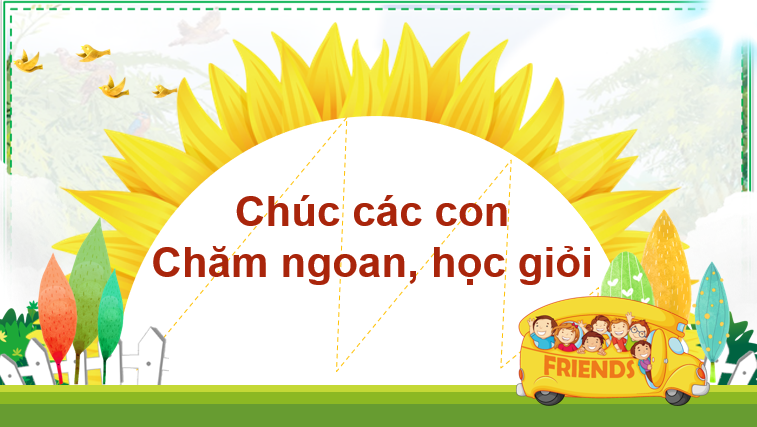 Chúc các con
Chăm ngoan, học giỏi
FRIENDS